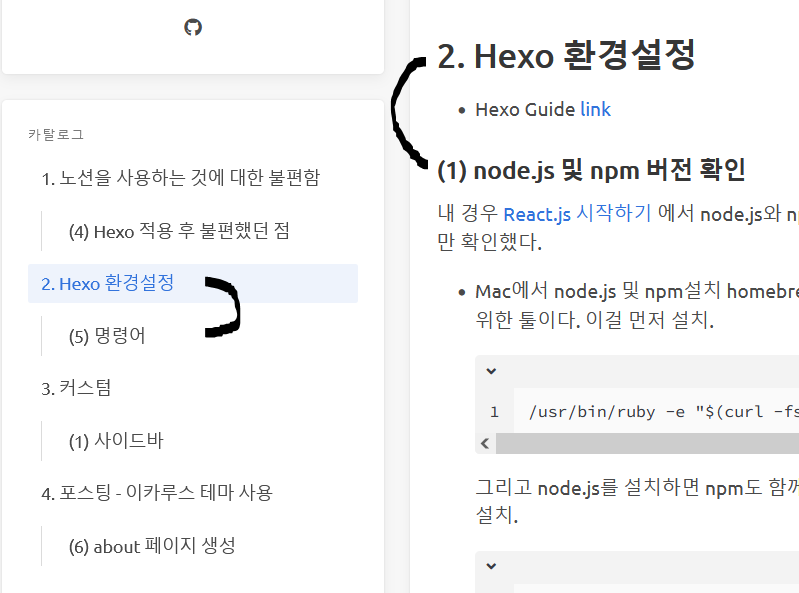 카탈로그
1. 노션을 사용하는 것에 대한 불편함
(4) Hexo 적용 후 불편했던 점
2. Hexo 환경설정
(5) 명령어
3. 커스텀
(1) 사이드바
4. 포스팅 - 이카루스 테마 사용
(6) about 페이지 생성
2. Hexo 환경설정
• Hexo Guide link
(1) node.js 및 npm 버전 확인
내 경우 React.js 시작하기 에서 node.js와
만 확인했다.
• Mac에서 node.js 및 npm설치 homebre
위한 툴이다. 이걸 먼저 설치.
1 /usr/bin/ruby -e "$(curl -fs
그리고 node.js를 설치하면 npm도 함께
설치.